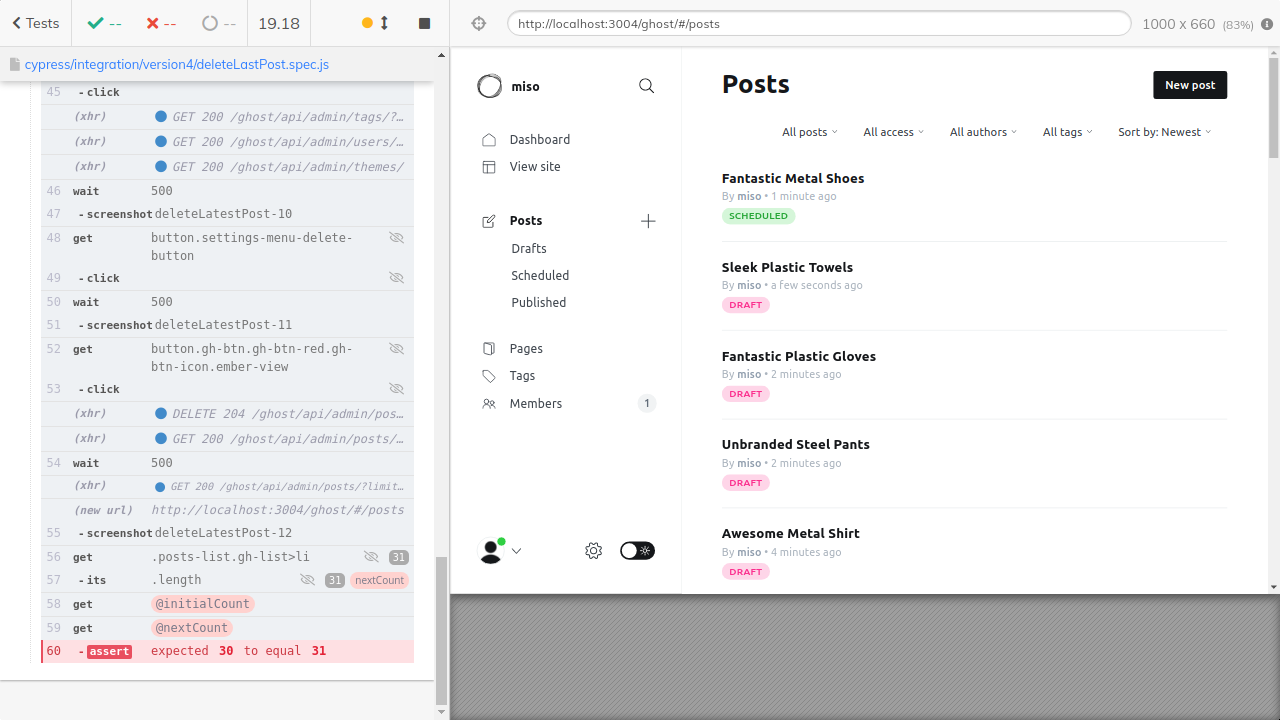 Tests
--
--
--
19.18
http://localhost:3004/ghost/#/posts
1000 x 660 (83%)
cypress/integration/version4/deleteLastPost.spec.js
45 -click
(xhr) GET 200 /ghost/api/admin/tags/?…
(xhr) GET 200 /ghost/api/admin/users/…
(xhr) GET 200 /ghost/api/admin/themes/
46 wait 500
47 -screenshot deleteLatestPost-10
48 get button.settings-menu-delete-
button
49 -click
50 wait 500
51 -screenshot deleteLatestPost-11
52 get button.gh-btn.gh-btn-red.gh-
btn-icon.ember-view
53 -click
(xhr) DELETE 204 /ghost/api/admin/pos…
(xhr) GET 200 /ghost/api/admin/posts/…
54 wait 500
(xhr) GET 200 /ghost/api/admin/posts/?limit…
(new url) http://localhost:3004/ghost/#/posts
55 -screenshot deleteLatestPost-12
56 get .posts-list.gh-list>li 31
57 -its .length 31 nextCount
58 get @initialCount
59 get @nextCount
60 -assert expected 30 to equal 31
miso
Dashboard
View site
Posts
Drafts
Scheduled
Published
Pages
Tags
Members 1
Posts
New post
All posts All access All authors All tags Sort by: Newest
Fantastic Metal Shoes
By miso • 1 minute ago
SCHEDULED
Sleek Plastic Towels
By miso • a few seconds ago
DRAFT
Fantastic Plastic Gloves
By miso • 2 minutes ago
DRAFT
Unbranded Steel Pants
By miso • 2 minutes ago
DRAFT
Awesome Metal Shirt
By miso • 4 minutes ago
DRAFT